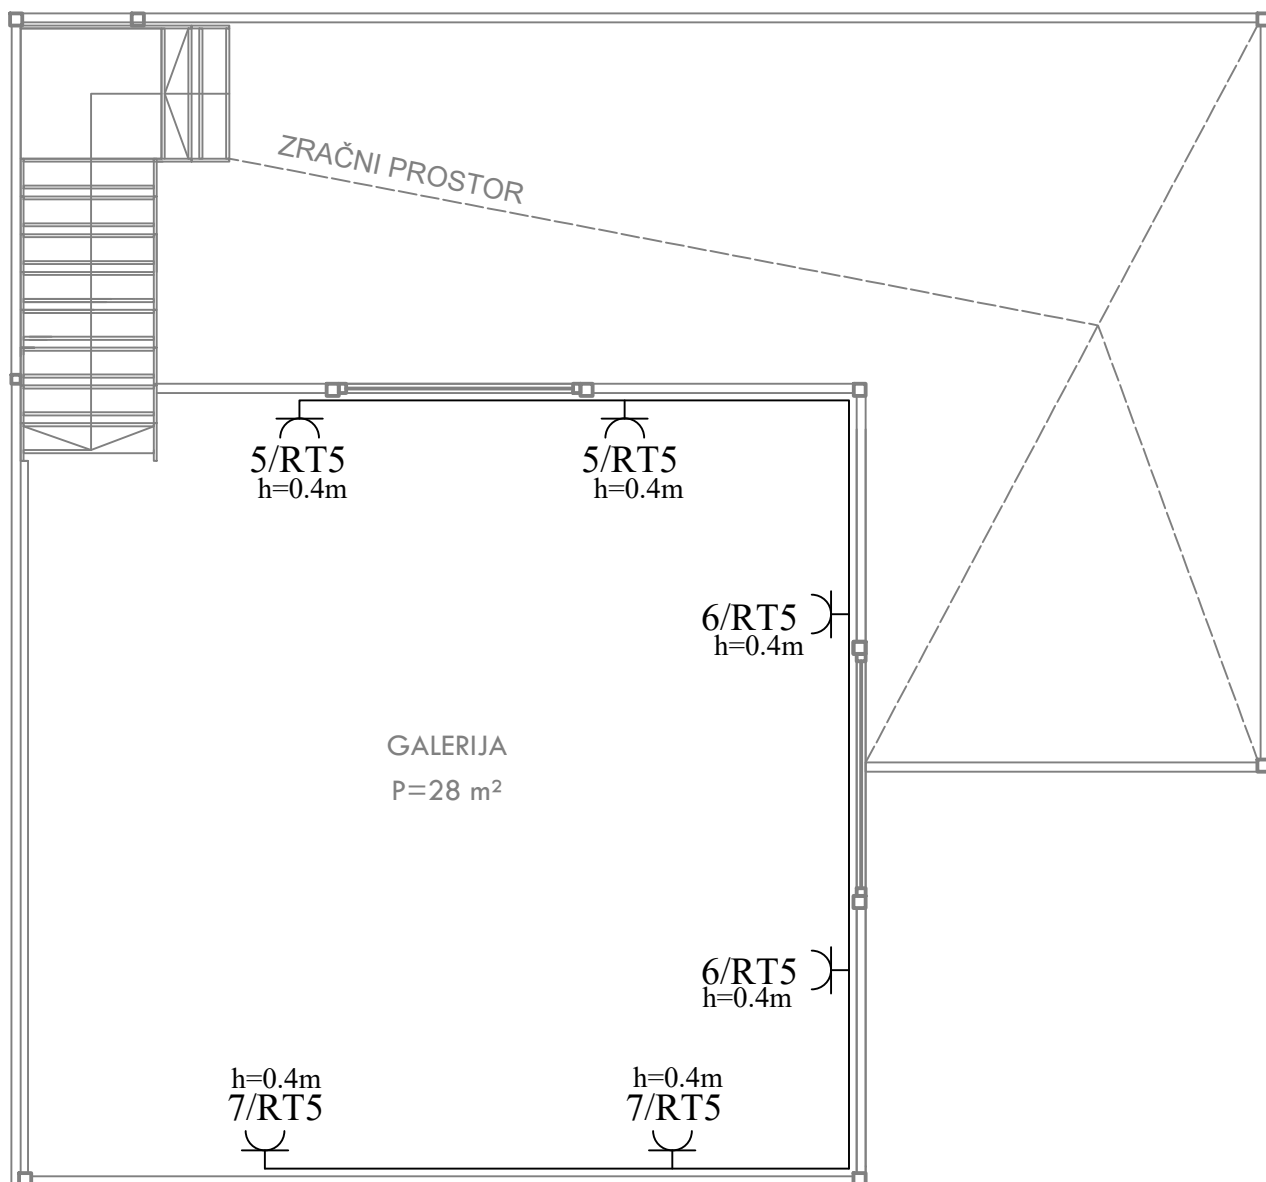 ZRAČNI PROSTOR
5/RT5
h=0.4m
5/RT5
h=0.4m
6/RT5
h=0.4m
GALERIJA
P=28 m²
6/RT5
h=0.4m
h=0.4m
7/RT5
h=0.4m
7/RT5